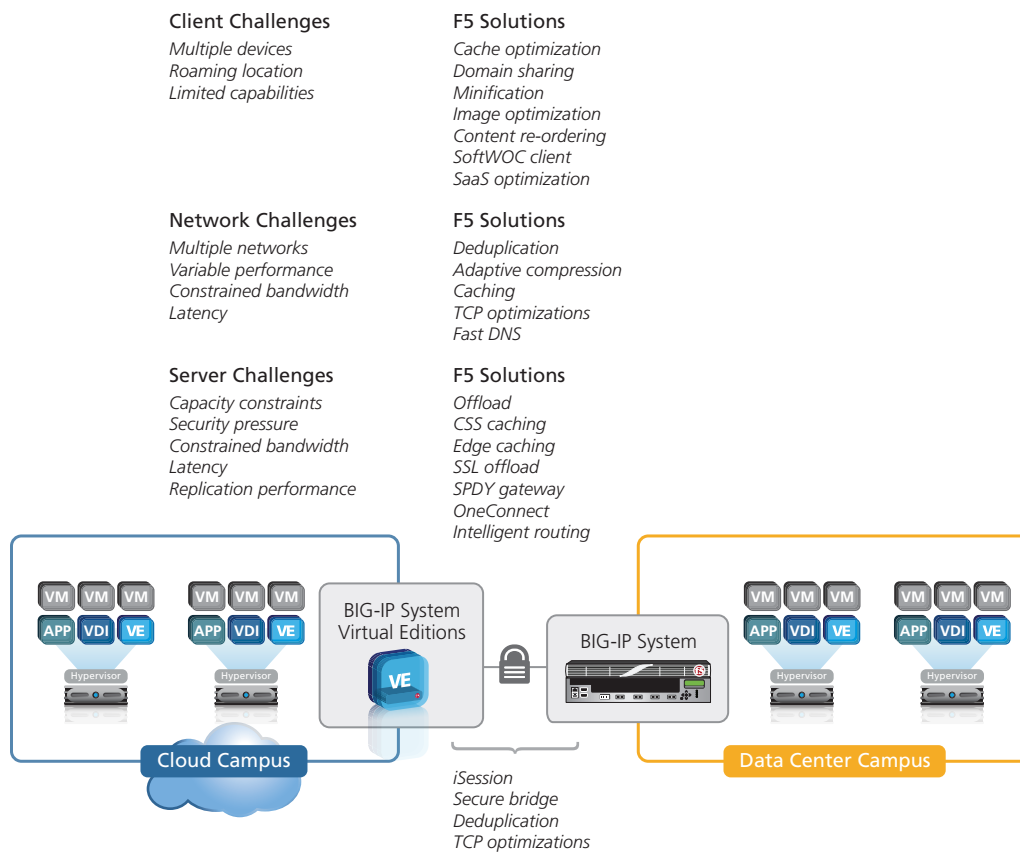 Client Challenges
Multiple devices
Roaming location
Limited capabilities
F5 Solutions
Cache optimization
Domain sharing
Minification
Image optimization
Content re-ordering
SoftWOC client
SaaS optimization
Network Challenges
Multiple networks
Variable performance
Constrained bandwidth
Latency
F5 Solutions
Deduplication
Adaptive compression
Caching
TCP optimizations
Fast DNS
Server Challenges
Capacity constraints
Security pressure
Constrained bandwidth
Latency
Replication performance
F5 Solutions
Offload
CSS caching
Edge caching
SSL offload
SPDY gateway
OneConnect
Intelligent routing
VM VM VM
APP VDI VE
Hypervisor
VM VM VM
APP VDI VE
Hypervisor
Cloud Campus
BIG-IP System
Virtual Editions
VE
BIG-IP System
f5
VM VM VM
APP VDI VE
Hypervisor
VM VM VM
APP VDI VE
Hypervisor
Data Center Campus
iSession
Secure bridge
Deduplication
TCP optimizations